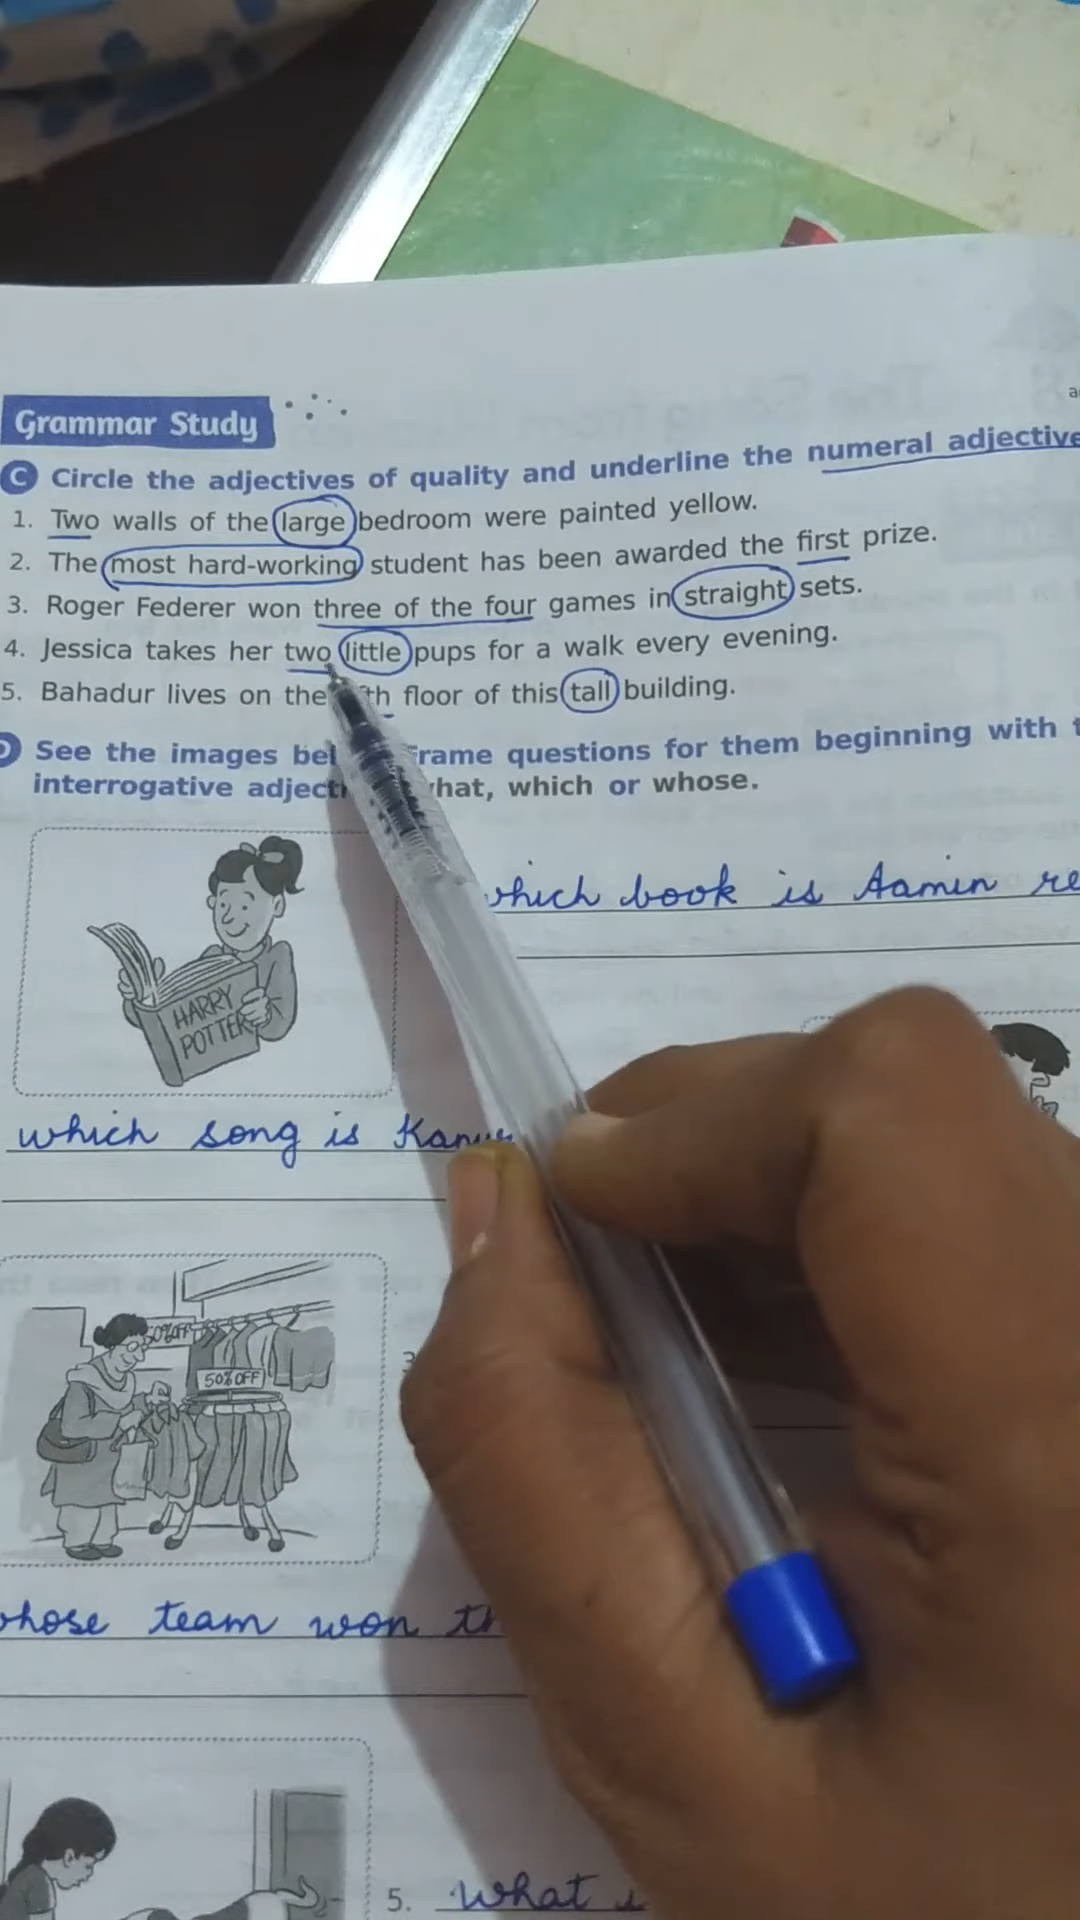 Grammar Study
C Circle the adjectives of quality and underline the numeral adjective
1. Two walls of the large bedroom were painted yellow.
2. The most hard-working student has been awarded the first prize.
3. Roger Federer won three of the four games in straight sets.
4. Jessica takes her two little pups for a walk every evening.
5. Bahadur lives on the th floor of this tall building.
See the images frame questions for them beginning with
interrogative what, which or whose.
which book is Aamin
HARRY
POTTER
which song is
50% OFF
50% OFF
3
whose team won
5. What